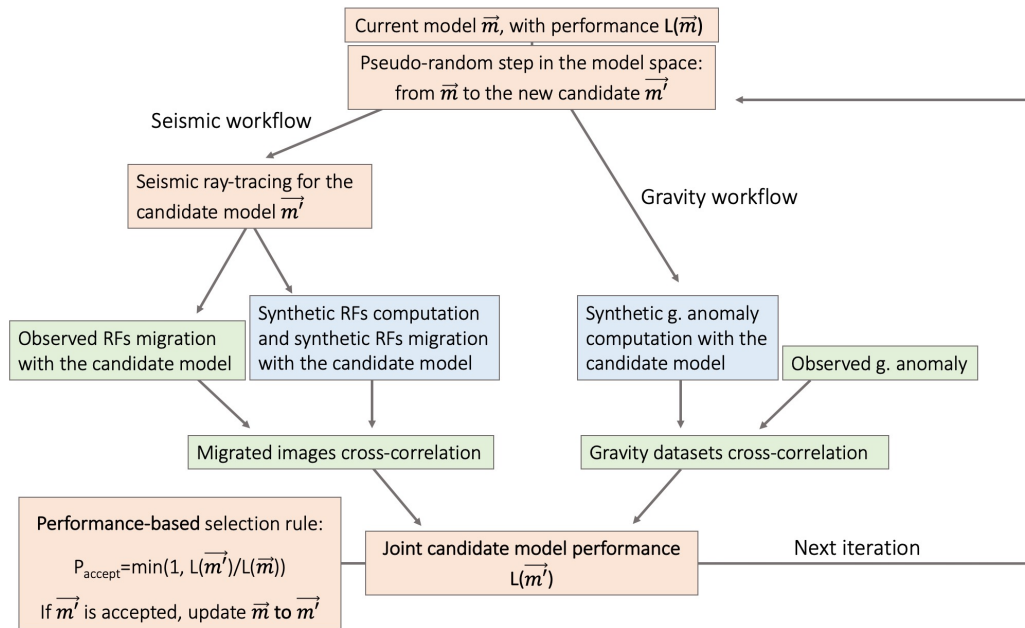 Current model m⃗, with performance L(m⃗)
Pseudo-random step in the model space:
from m⃗ to the new candidate m⃗′
Seismic workflow
Seismic ray-tracing for the
candidate model m⃗′
Gravity workflow
Observed RFs migration
with the candidate model
Synthetic RFs computation
and synthetic RFs migration
with the candidate model
Synthetic g. anomaly
computation with the
candidate model
Observed g. anomaly
Migrated images cross-correlation
Gravity datasets cross-correlation
Performance-based selection rule:
Paccept=min(1, L(m⃗′)/L(m⃗))
If m⃗′ is accepted, update m⃗ to m⃗′
Joint candidate model performance
L(m⃗′)
Next iteration